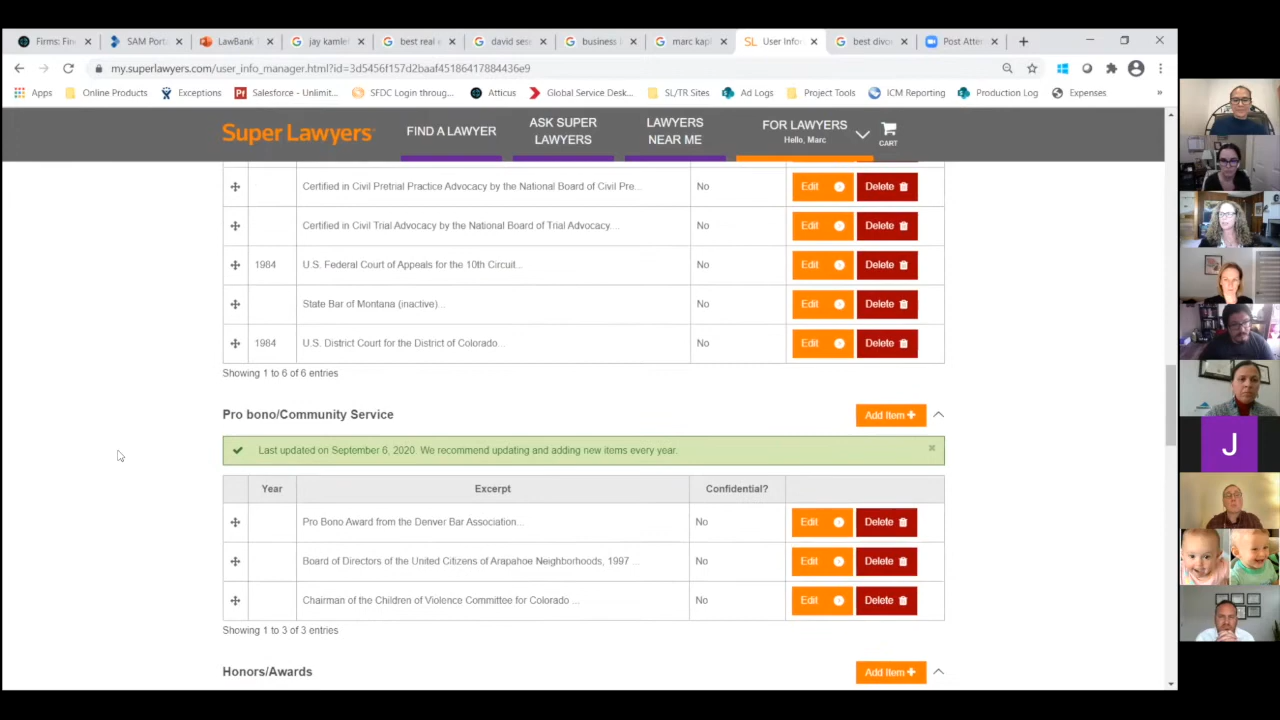 Firms: Fin
SAM Port
LawBank
jay kamle
best real e
david ses
business l
marc kapl
User Info
best divor
Post Atten
my.superlawyers.com/user_info_manager.html?id=3d5456f157d2baaf45186417884436e9
Apps
Online Products
Exceptions
Salesforce - Unlimit...
SFDC Login throug...
Atticus
Global Service Desk...
SL/TR Sites
Ad Logs
Project Tools
ICM Reporting
Production Log
Expenses
»
Super Lawyers
FIND A LAWYER
ASK SUPER
LAWYERS
LAWYERS
NEAR ME
FOR LAWYERS
Hello, Marc
CART
Certified in Civil Pretrial Practice Advocacy by the National Board of Civil Pre... No Edit Delete
Certified in Civil Trial Advocacy by the National Board of Trial Advocacy... No Edit Delete
1984 U.S. Federal Court of Appeals for the 10th Circuit... No Edit Delete
State Bar of Montana (inactive)... No Edit Delete
1984 U.S. District Court for the District of Colorado... No Edit Delete
Showing 1 to 6 of 6 entries
Pro bono/Community Service Add Item +
Last updated on September 6, 2020. We recommend updating and adding new items every year.
Year Excerpt Confidential?
Pro Bono Award from the Denver Bar Association... No Edit Delete
Board of Directors of the United Citizens of Arapahoe Neighborhoods, 1997 ... No Edit Delete
Chairman of the Children of Violence Committee for Colorado ... No Edit Delete
Showing 1 to 3 of 3 entries
Honors/Awards Add Item +
J